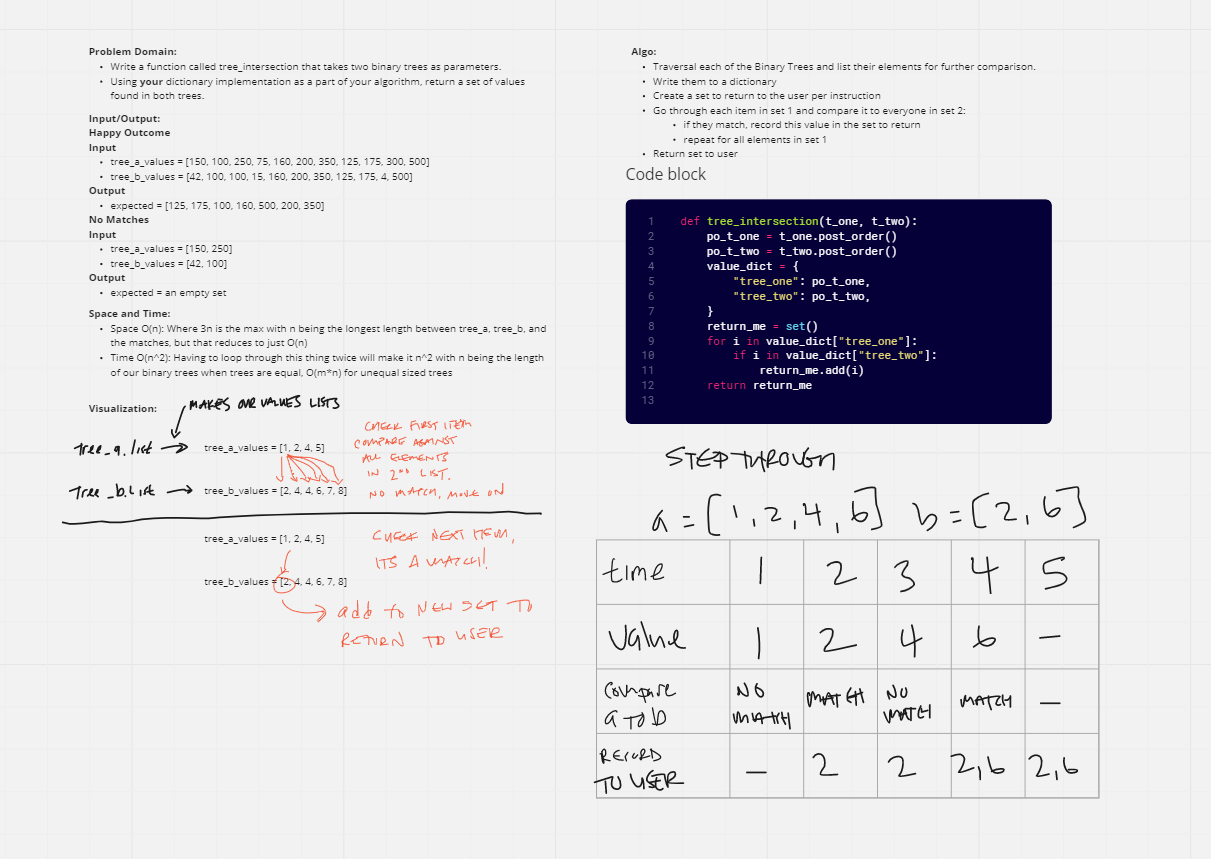 Problem Domain:
• Write a function called tree_intersection that takes two binary trees as parameters.
• Using your dictionary implementation as a part of your algorithm, return a set of values
found in both trees.
Input/Output:
Happy Outcome
Input
• tree_a_values = [150, 100, 250, 75, 160, 200, 350, 125, 175, 300, 500]
• tree_b_values = [42, 100, 100, 15, 160, 200, 350, 125, 175, 4, 500]
Output
• expected = [125, 175, 100, 160, 500, 200, 350]
No Matches
Input
• tree_a_values = [150, 250]
• tree_b_values = [42, 100]
Output
• expected = an empty set
Space and Time:
• Space O(n): Where 3n is the max with n being the longest length between tree_a, tree_b, and
the matches, but that reduces to just O(n)
• Time O(n^2): Having to loop through this thing twice will make it n^2 with n being the length
of our binary trees when trees are equal, O(m*n) for unequal sized trees
Visualization:
MAKES OUR VALUES LISTS
tree_a.list
tree_a_values = [1, 2, 4, 5]
CHECK FIRST ITEM
COMPARE AGAINST
ALL ELEMENTS
IN 2ND LIST.
NO MATCH, MOVE ON
Tree_b.List
tree_b_values = [2, 4, 4, 6, 7, 8]
tree_a_values = [1, 2, 4, 5]
CHECK NEXT ITEM,
ITS A MATCH!
tree_b_values = [2, 4, 4, 6, 7, 8]
add to NEW SET TO
RETURN TO USER
Algo:
• Traversal each of the Binary Trees and list their elements for further comparison.
• Write them to a dictionary
• Create a set to return to the user per instruction
• Go through each item in set 1 and compare it to everyone in set 2:
• if they match, record this value in the set to return
• repeat for all elements in set 1
• Return set to user
Code block
1 def tree_intersection(t_one, t_two):
2 po_t_one = t_one.post_order()
3 po_t_two = t_two.post_order()
4 value_dict = {
5 "tree_one": po_t_one,
6 "tree_two": po_t_two,
7 }
8 return_me = set()
9 for i in value_dict["tree_one"]:
10 if i in value_dict["tree_two"]:
11 return_me.add(i)
12 return return_me
13
STEP THROUGH
a = [1, 2, 4, 6] b = [2, 6]
time 1 2 3 4 5
Value 1 2 4 6 —
Compare a TO b NO MATCH MATCH NO MATCH MATCH —
RECORD TO USER — 2 2 2,6 2,6